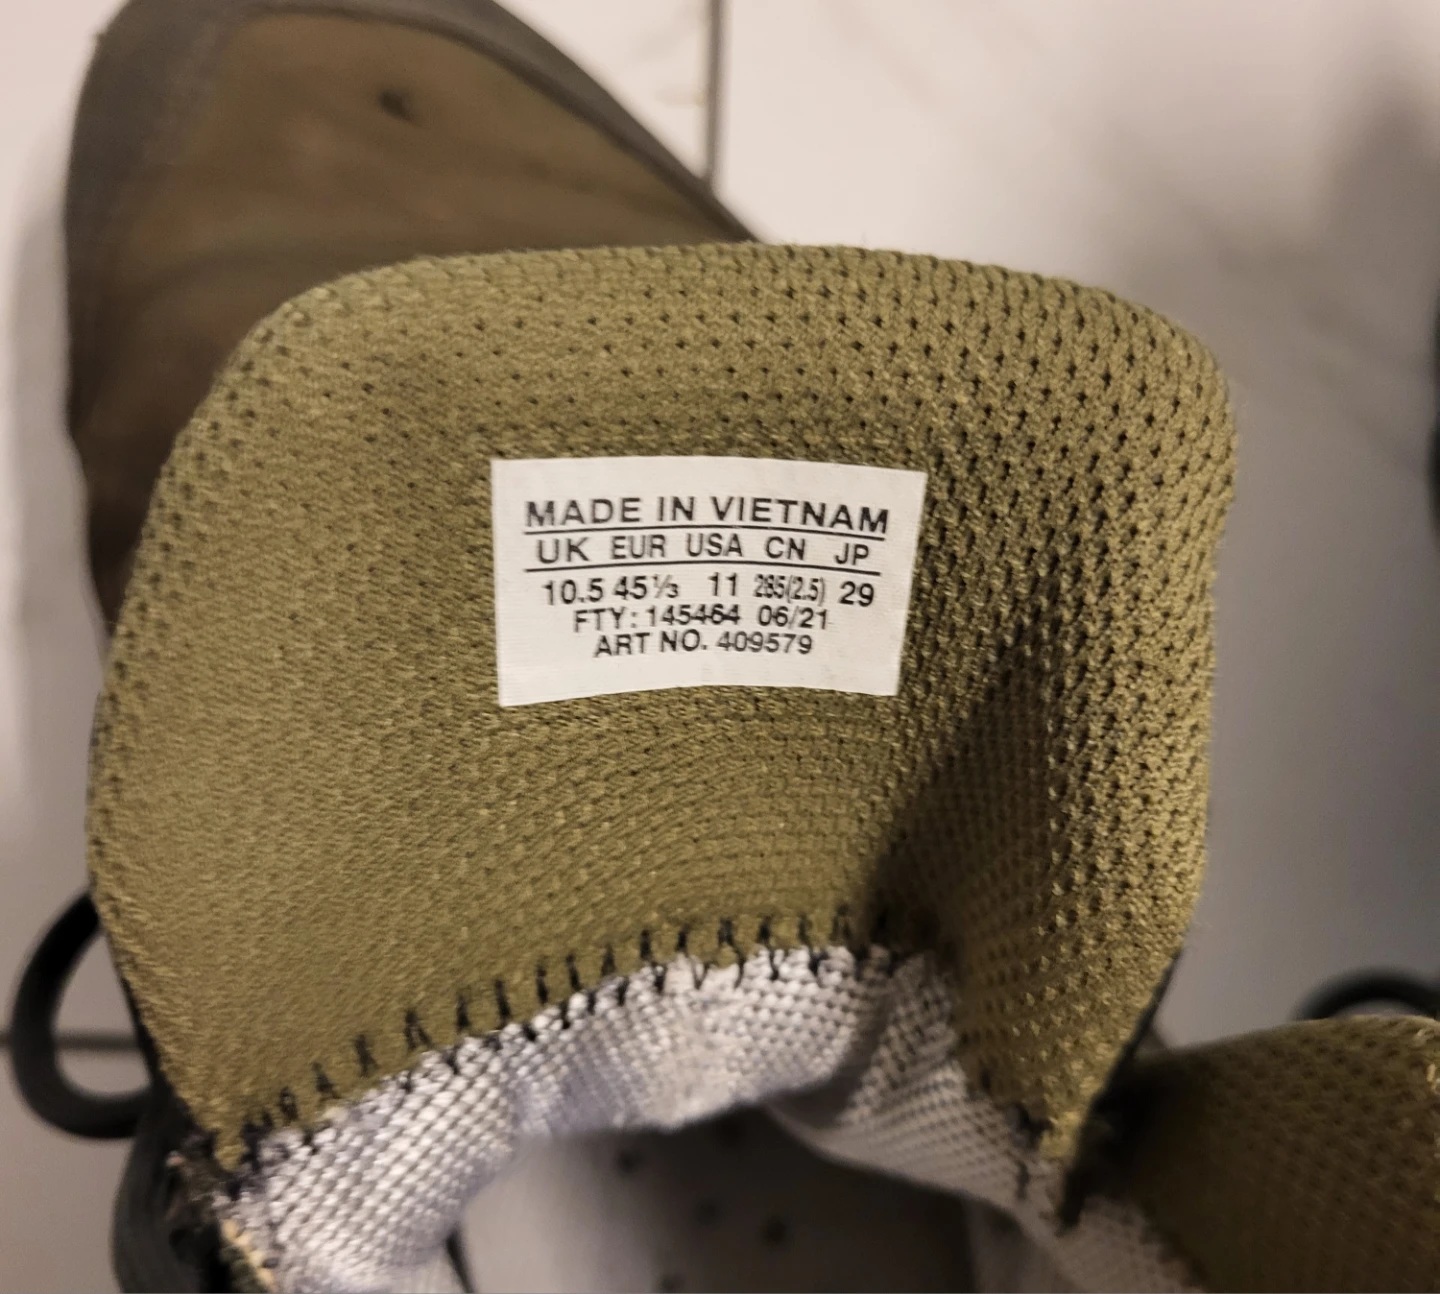 MADE IN VIETNAM
UK EUR USA CN JP
10.5 45⅓ 11 285(2.5) 29
FTY: 145464 06/21
ART NO. 409579